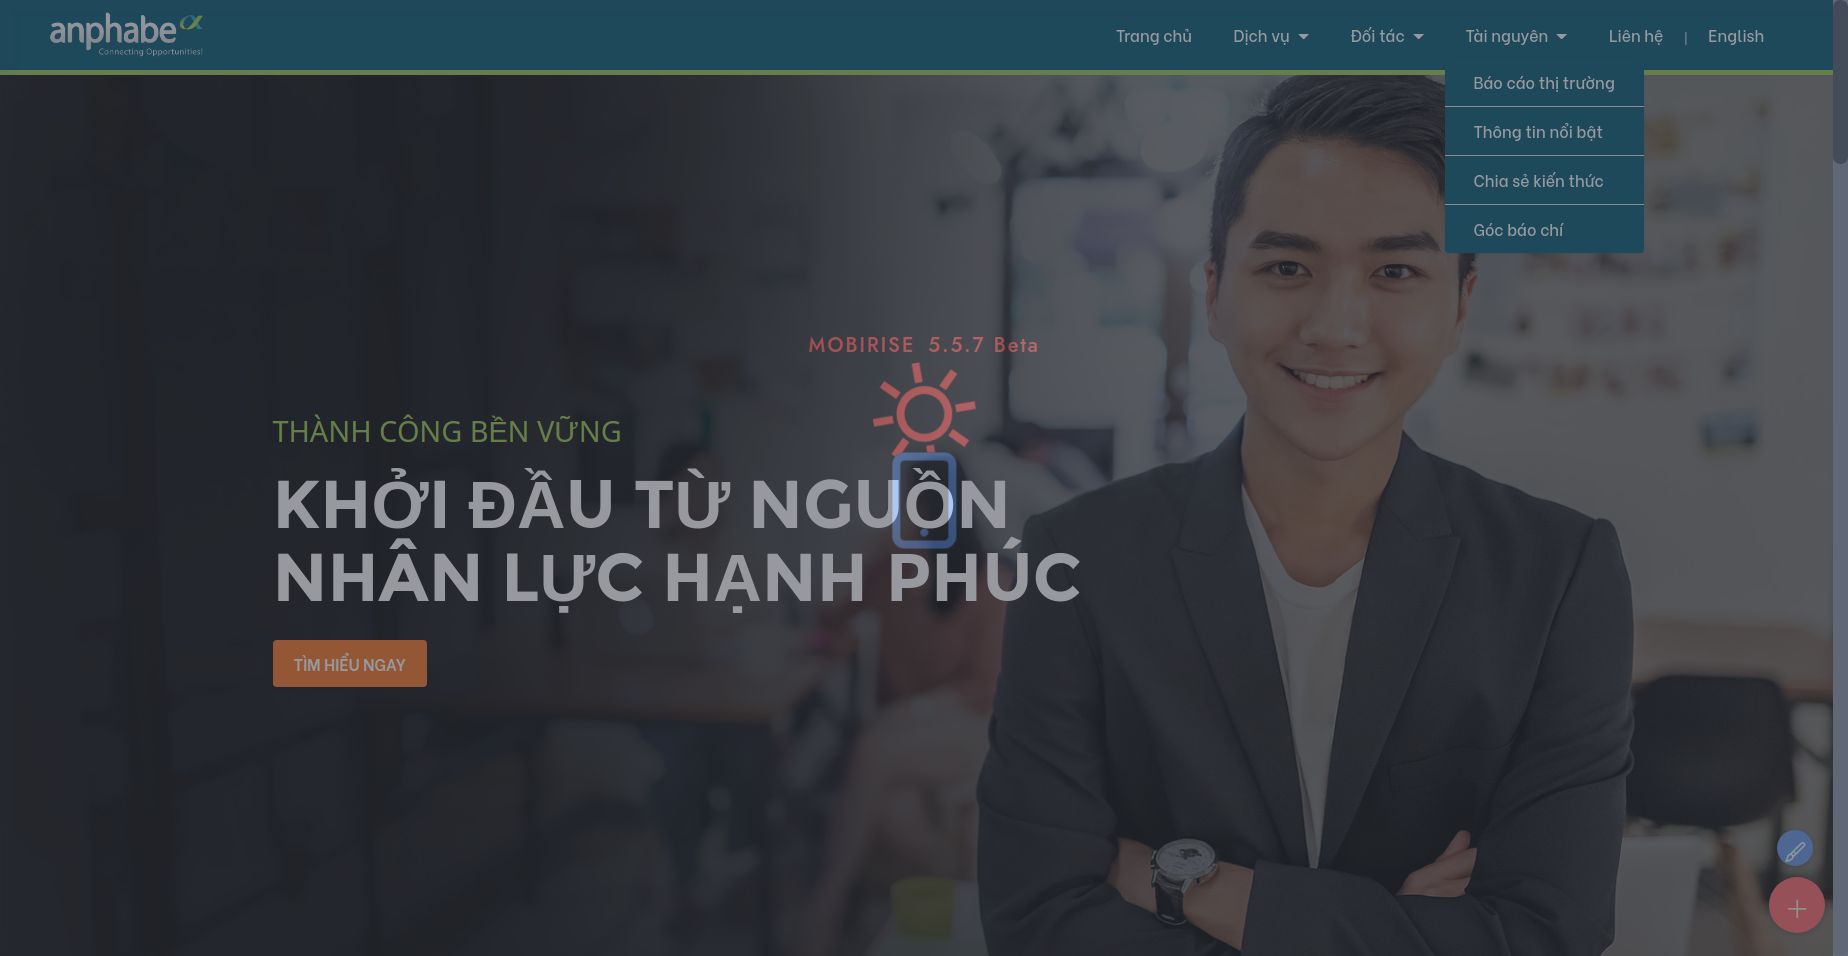 anphabe
Connecting Opportunities!
Trang chủ
Dịch vụ
Đối tác
Tài nguyên
Liên hệ
|
English
Báo cáo thị trường
Thông tin nổi bật
Chia sẻ kiến thức
Góc báo chí
MOBIRISE 5.5.7 Beta
THÀNH CÔNG BỀN VỮNG
KHỞI ĐẦU TỪ NGUỒN
NHÂN LỰC HẠNH PHÚC
TÌM HIỂU NGAY